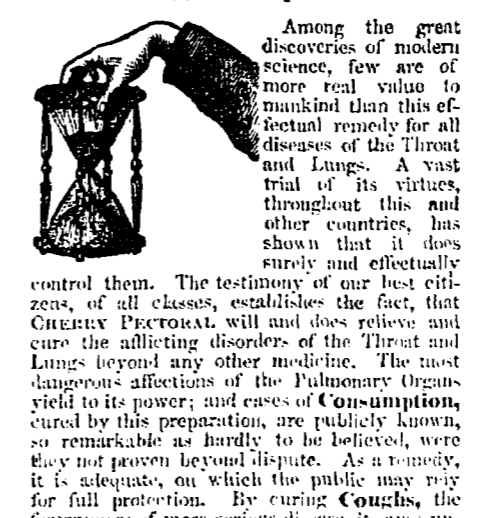 Among the great
discoveries of modern
science, few are of
more real value to
mankind than this ef-
fectual remedy for all
diseases of the Throat
and Lungs. A vast
trial of its virtues,
throughout this and
other countries, has
shown that it does
surely and effectually
control them. The testimony of our best citi-
zens, of all classes, establishes the fact, that
CHERRY PECTORAL will and does relieve and
cure the afflicting disorders of the Throat and
Lungs beyond any other medicine. The most
dangerous affections of the Pulmonary Organs
yield to its power; and cases of Consumption,
cured by this preparation, are publicly known,
so remarkable as hardly to be believed, were
they not proven beyond dispute. As a remedy,
it is adequate, on which the public may rely
for full protection. By curing Coughs, the